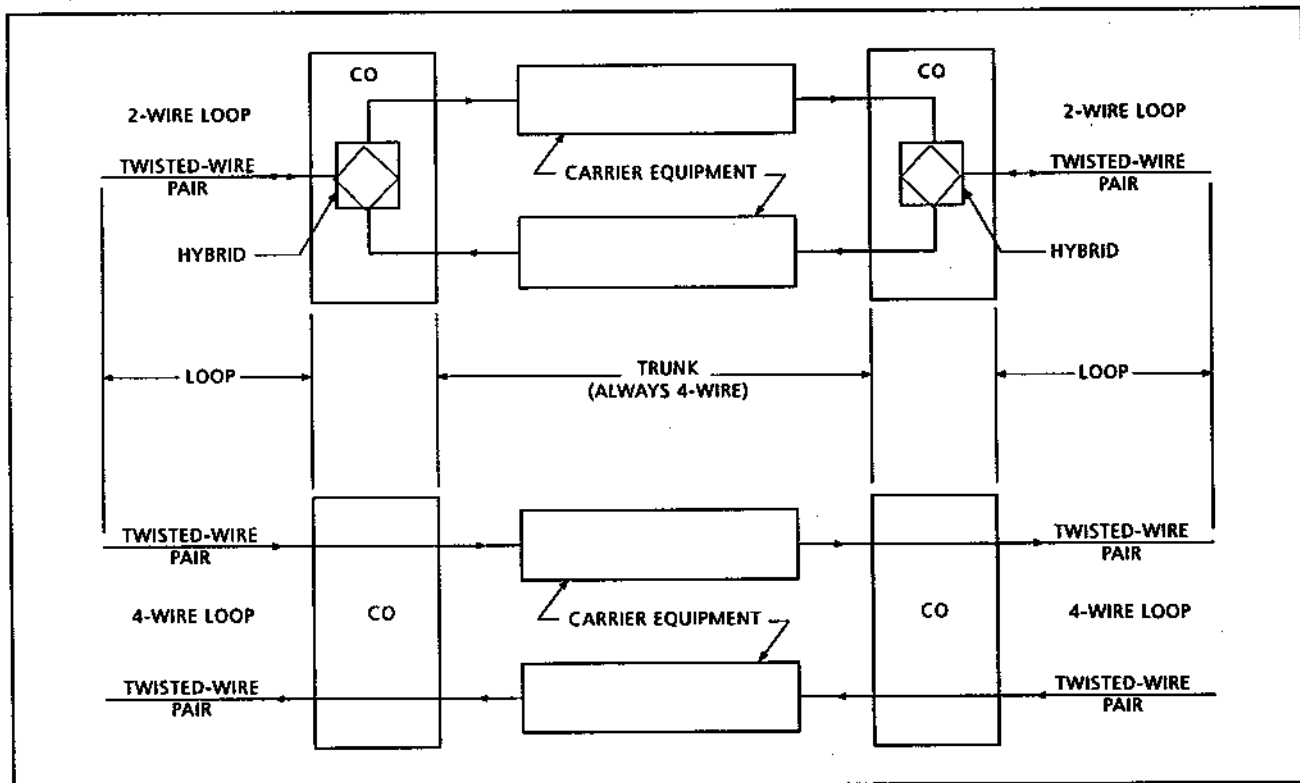 CO
CO
2-WIRE LOOP
2-WIRE LOOP
TWISTED-WIRE
PAIR
CARRIER EQUIPMENT
TWISTED-WIRE
PAIR
HYBRID
HYBRID
LOOP
TRUNK
(ALWAYS 4-WIRE)
LOOP
TWISTED-WIRE
PAIR
TWISTED-WIRE
PAIR
4-WIRE LOOP
CO
CARRIER EQUIPMENT
CO
4-WIRE LOOP
TWISTED-WIRE
PAIR
TWISTED-WIRE
PAIR